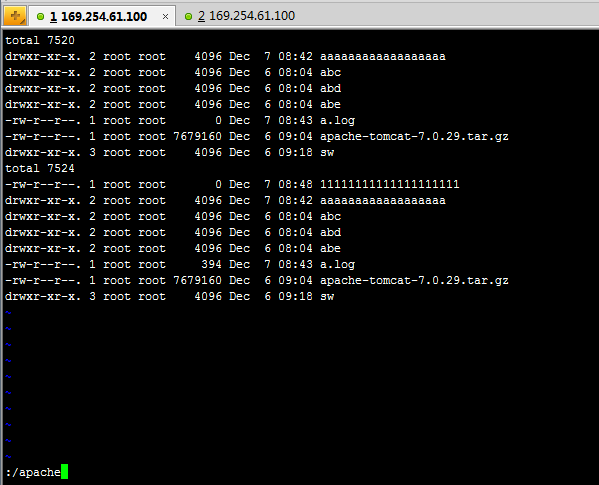 1 169.254.61.100 × 2 169.254.61.100
total 7520
drwxr-xr-x. 2 root root    4096 Dec  7 08:42 aaaaaaaaaaaaaaaaaa
drwxr-xr-x. 2 root root    4096 Dec  6 08:04 abc
drwxr-xr-x. 2 root root    4096 Dec  6 08:04 abd
drwxr-xr-x. 2 root root    4096 Dec  6 08:04 abe
-rw-r--r--. 1 root root       0 Dec  7 08:43 a.log
-rw-r--r--. 1 root root 7679160 Dec  6 09:04 apache-tomcat-7.0.29.tar.gz
drwxr-xr-x. 3 root root    4096 Dec  6 09:18 sw
total 7524
-rw-r--r--. 1 root root       0 Dec  7 08:48 11111111111111111111
drwxr-xr-x. 2 root root    4096 Dec  7 08:42 aaaaaaaaaaaaaaaaaa
drwxr-xr-x. 2 root root    4096 Dec  6 08:04 abc
drwxr-xr-x. 2 root root    4096 Dec  6 08:04 abd
drwxr-xr-x. 2 root root    4096 Dec  6 08:04 abe
-rw-r--r--. 1 root root     394 Dec  7 08:43 a.log
-rw-r--r--. 1 root root 7679160 Dec  6 09:04 apache-tomcat-7.0.29.tar.gz
drwxr-xr-x. 3 root root    4096 Dec  6 09:18 sw
~
~
~
~
~
~
~
~
~
~
:/apache